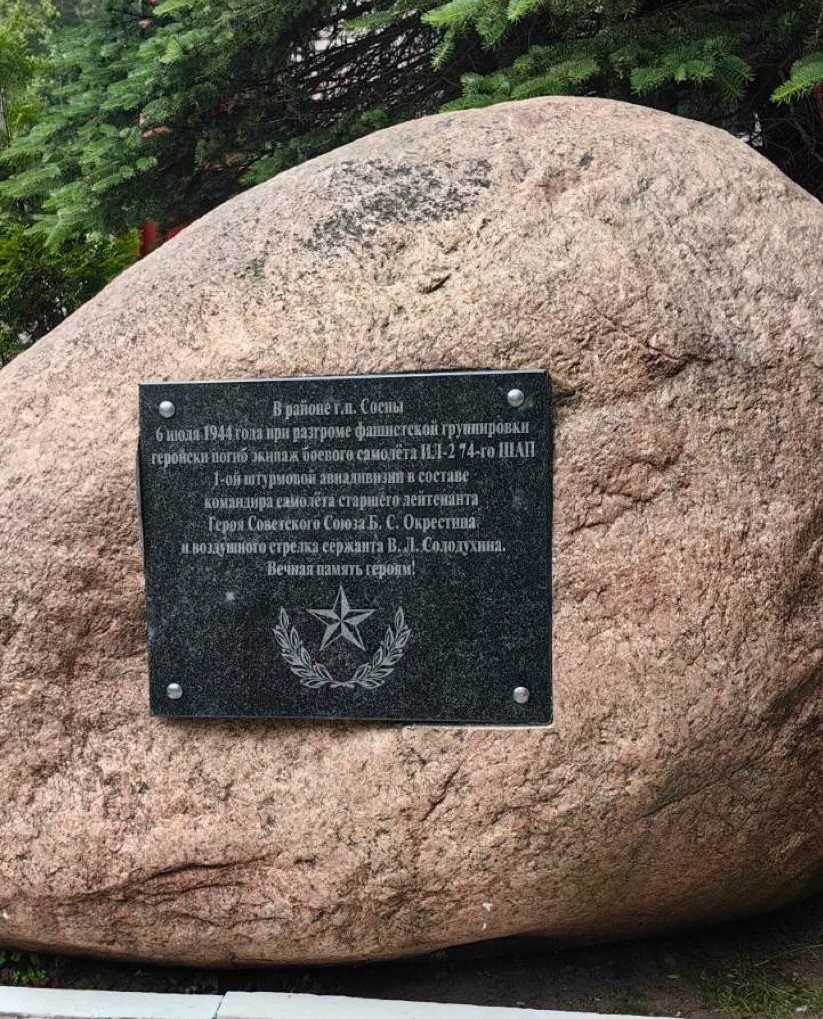 В районе г.п. Сосны
6 июля 1944 года при разгроме фашистской группировки
геройски погиб экипаж боевого самолёта ИЛ-2 74-го ШАП
1-ой штурмовой авиадивизии в составе
командира самолёта старшего лейтенанта
Героя Советского Союза Б. С. Окрестина
и воздушного стрелка сержанта В. Л. Солодухина.
Вечная память героям!